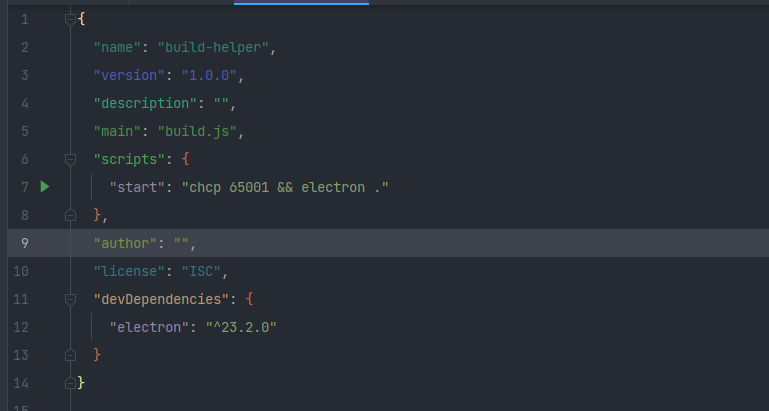 1 {
2 "name": "build-helper",
3 "version": "1.0.0",
4 "description": "",
5 "main": "build.js",
6 "scripts": {
7 "start": "chcp 65001 && electron ."
8 },
9 "author": "",
10 "license": "ISC",
11 "devDependencies": {
12 "electron": "^23.2.0"
13 }
14 }
15